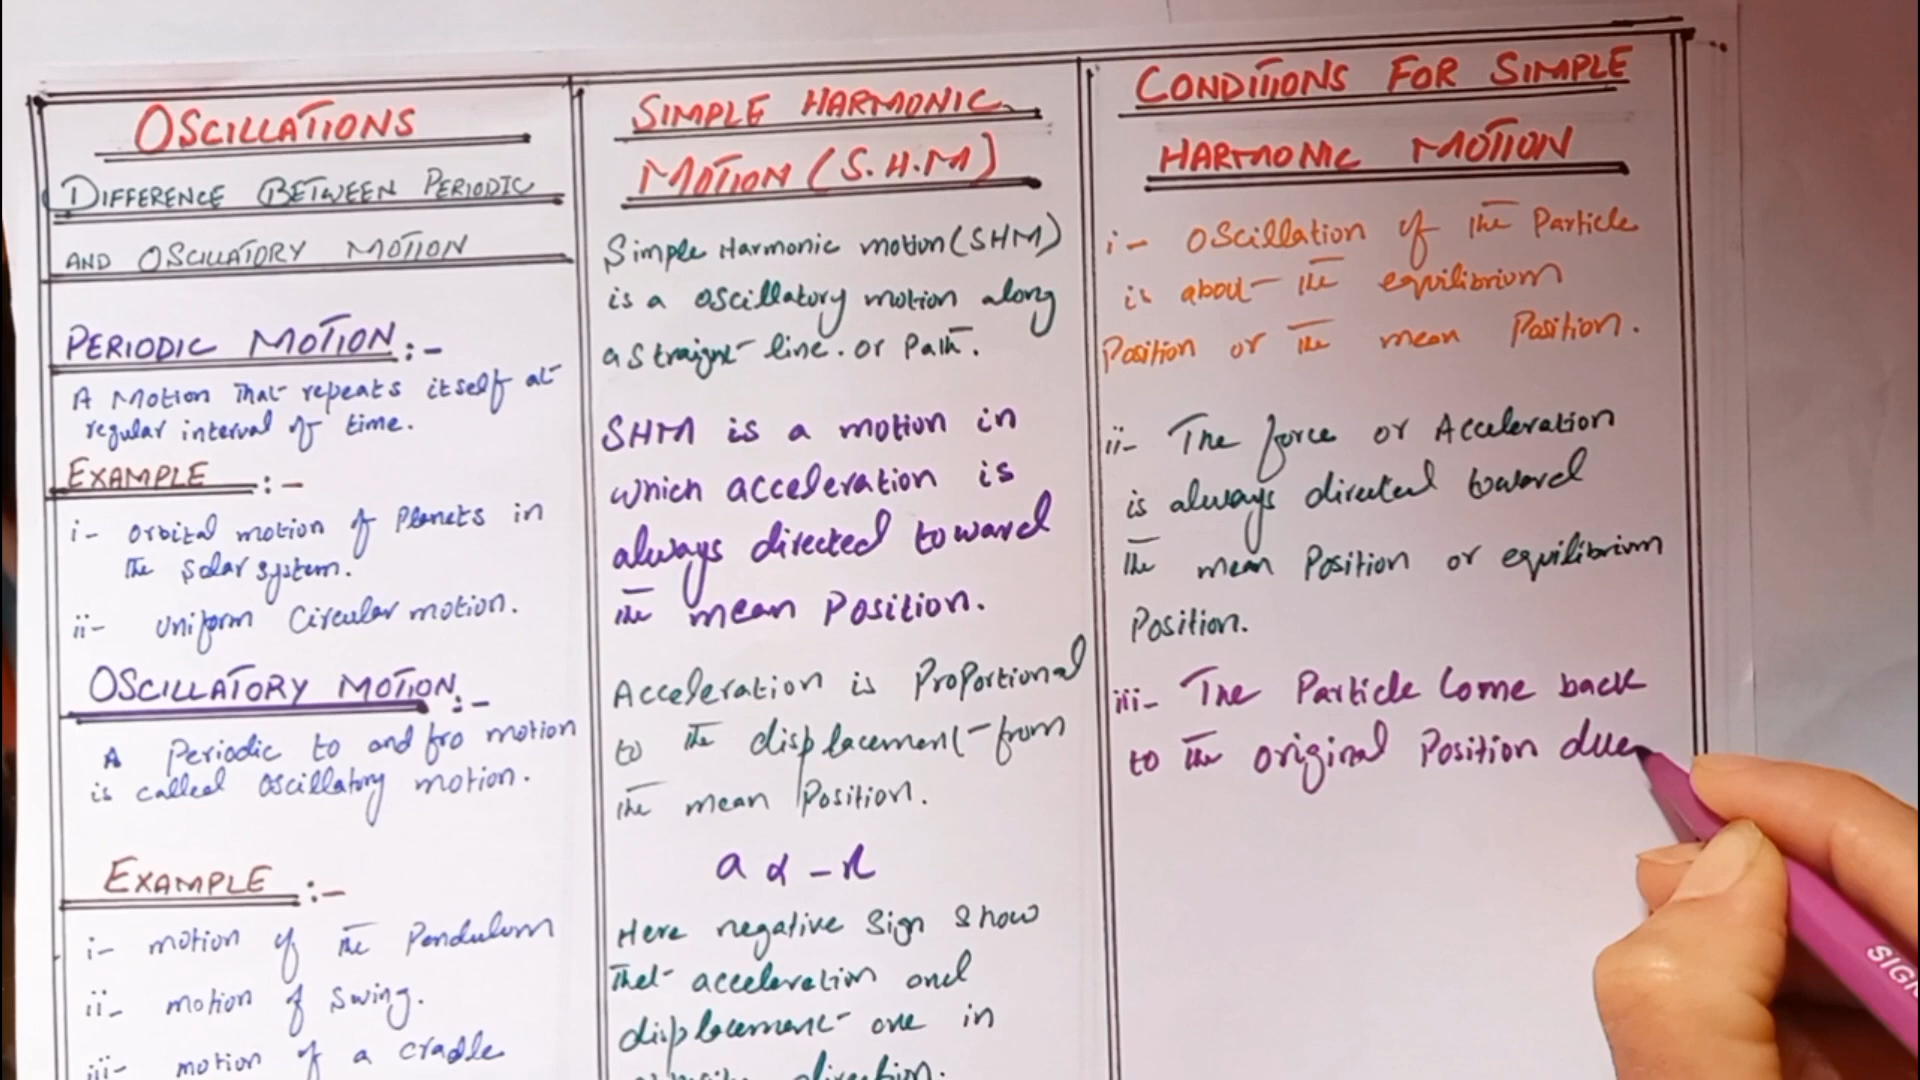 OSCILLATIONS
DIFFERENCE BETWEEN PERIODIC
AND OSCILLATORY MOTION
PERIODIC MOTION:-
A Motion That repeats itself at
regular interval of time.
EXAMPLE :-
i- orbital motion of Planets in
the solar system.
ii- uniform Circular motion.
OSCILLATORY MOTION:-
A Periodic to and fro motion
is called oscillatory motion.
EXAMPLE :-
i- motion of the Pendulum
ii- motion of swing.
iii- motion of a cradle
SIMPLE HARMONIC
MOTION (S.H.M)
Simple Harmonic motion (SHM)
is a oscillatory motion along
a straight line. or Path.
SHM is a motion in
which acceleration is
always directed toward
the mean Position.
Acceleration is Proportional
to the displacement from
the mean Position.
a α - x
Here negative Sign show
that acceleration and
displacement are in
direction.
CONDITIONS FOR SIMPLE
HARMONIC MOTION
i- Oscillation of the Particle
is about the equilibrium
Position or the mean Position.
ii- The force or Acceleration
is always directed toward
the mean Position or equilibrium
Position.
iii- The Particle Come back
to the original Position due
SIGN